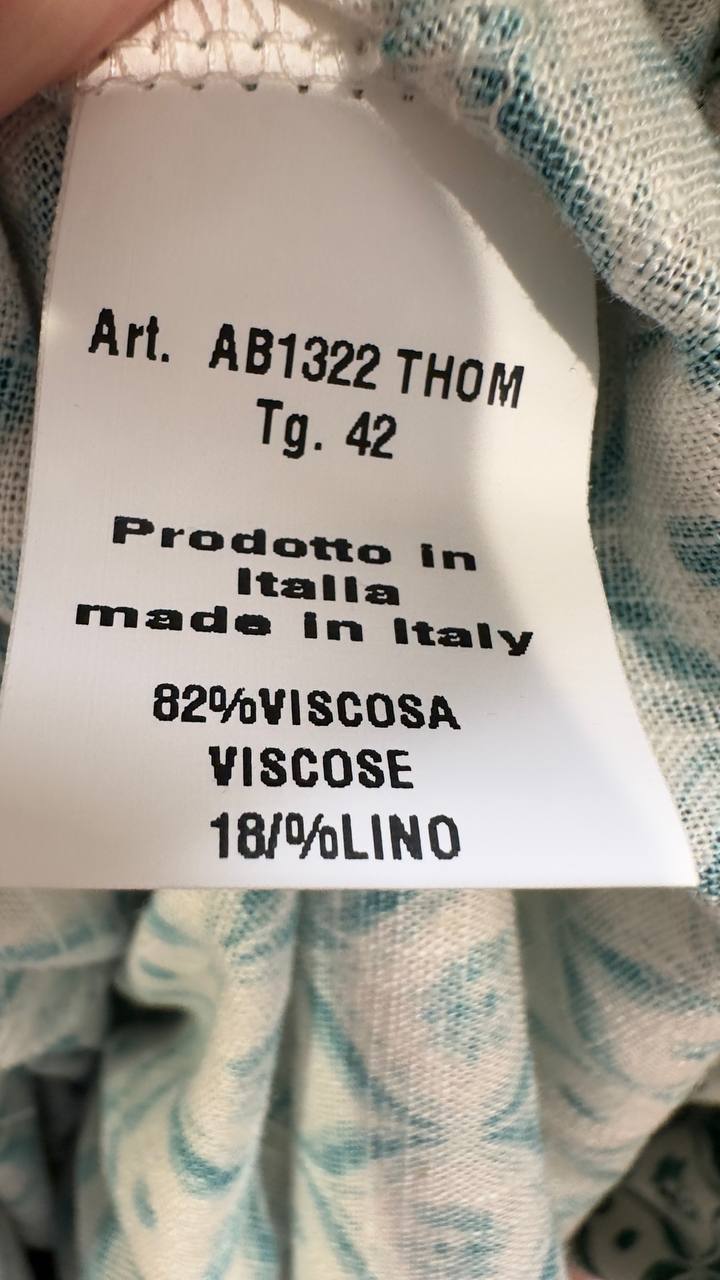 Art. AB1322 THOM
Tg. 42
Prodotto in
Italia
made in Italy
82%VISCOSA
VISCOSE
18/%LINO